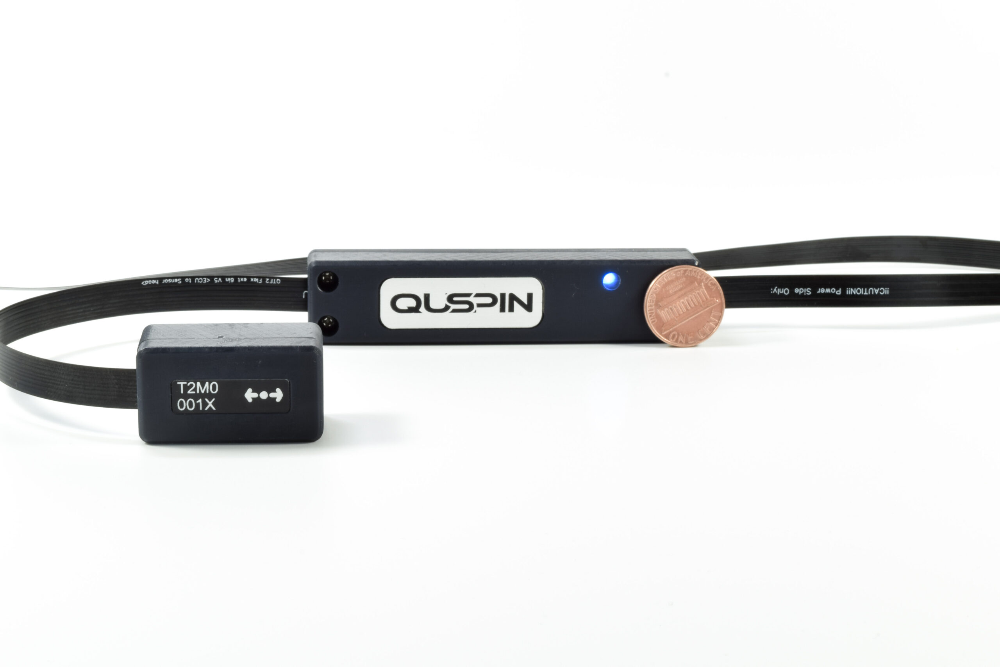 QTF2 Flex ext 6in V5 <ECU to Sensor head>
QUSPIN
!!CAUTION!! Power Side Only:
UNITED STATES OF AMERICA
ONE CENT
T2M0
001X